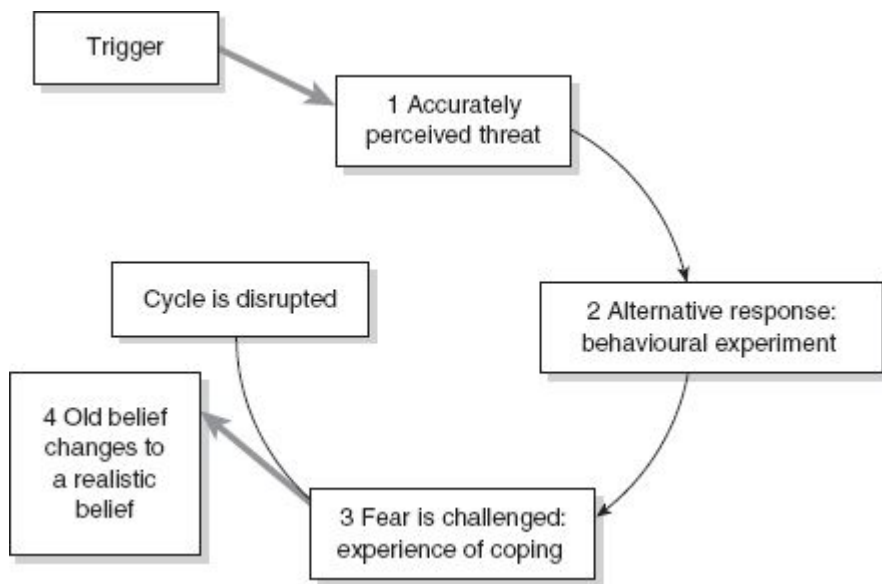 Trigger
1 Accurately
perceived threat
2 Alternative response:
behavioural experiment
3 Fear is challenged:
experience of coping
Cycle is disrupted
4 Old belief
changes to
a realistic
belief